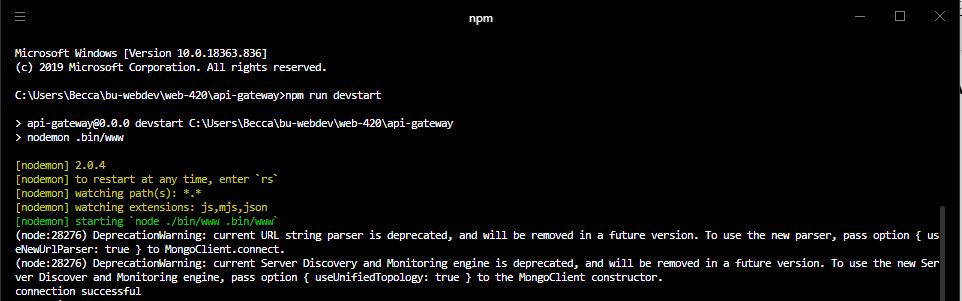 npm
Microsoft Windows [Version 10.0.18363.836]
(c) 2019 Microsoft Corporation. All rights reserved.
C:\Users\Becca\bu-webdev\web-420\api-gateway>npm run devstart
> api-gateway@0.0.0 devstart C:\Users\Becca\bu-webdev\web-420\api-gateway
> nodemon .bin/www
[nodemon] 2.0.4
[nodemon] to restart at any time, enter `rs`
[nodemon] watching path(s): *.*
[nodemon] watching extensions: js,mjs,json
[nodemon] starting `node ./bin/www .bin/www`
(node:28276) DeprecationWarning: current URL string parser is deprecated, and will be removed in a future version. To use the new parser, pass option { us
eNewUrlParser: true } to MongoClient.connect.
(node:28276) DeprecationWarning: current Server Discovery and Monitoring engine is deprecated, and will be removed in a future version. To use the new Ser
ver Discover and Monitoring engine, pass option { useUnifiedTopology: true } to the MongoClient constructor.
connection successful